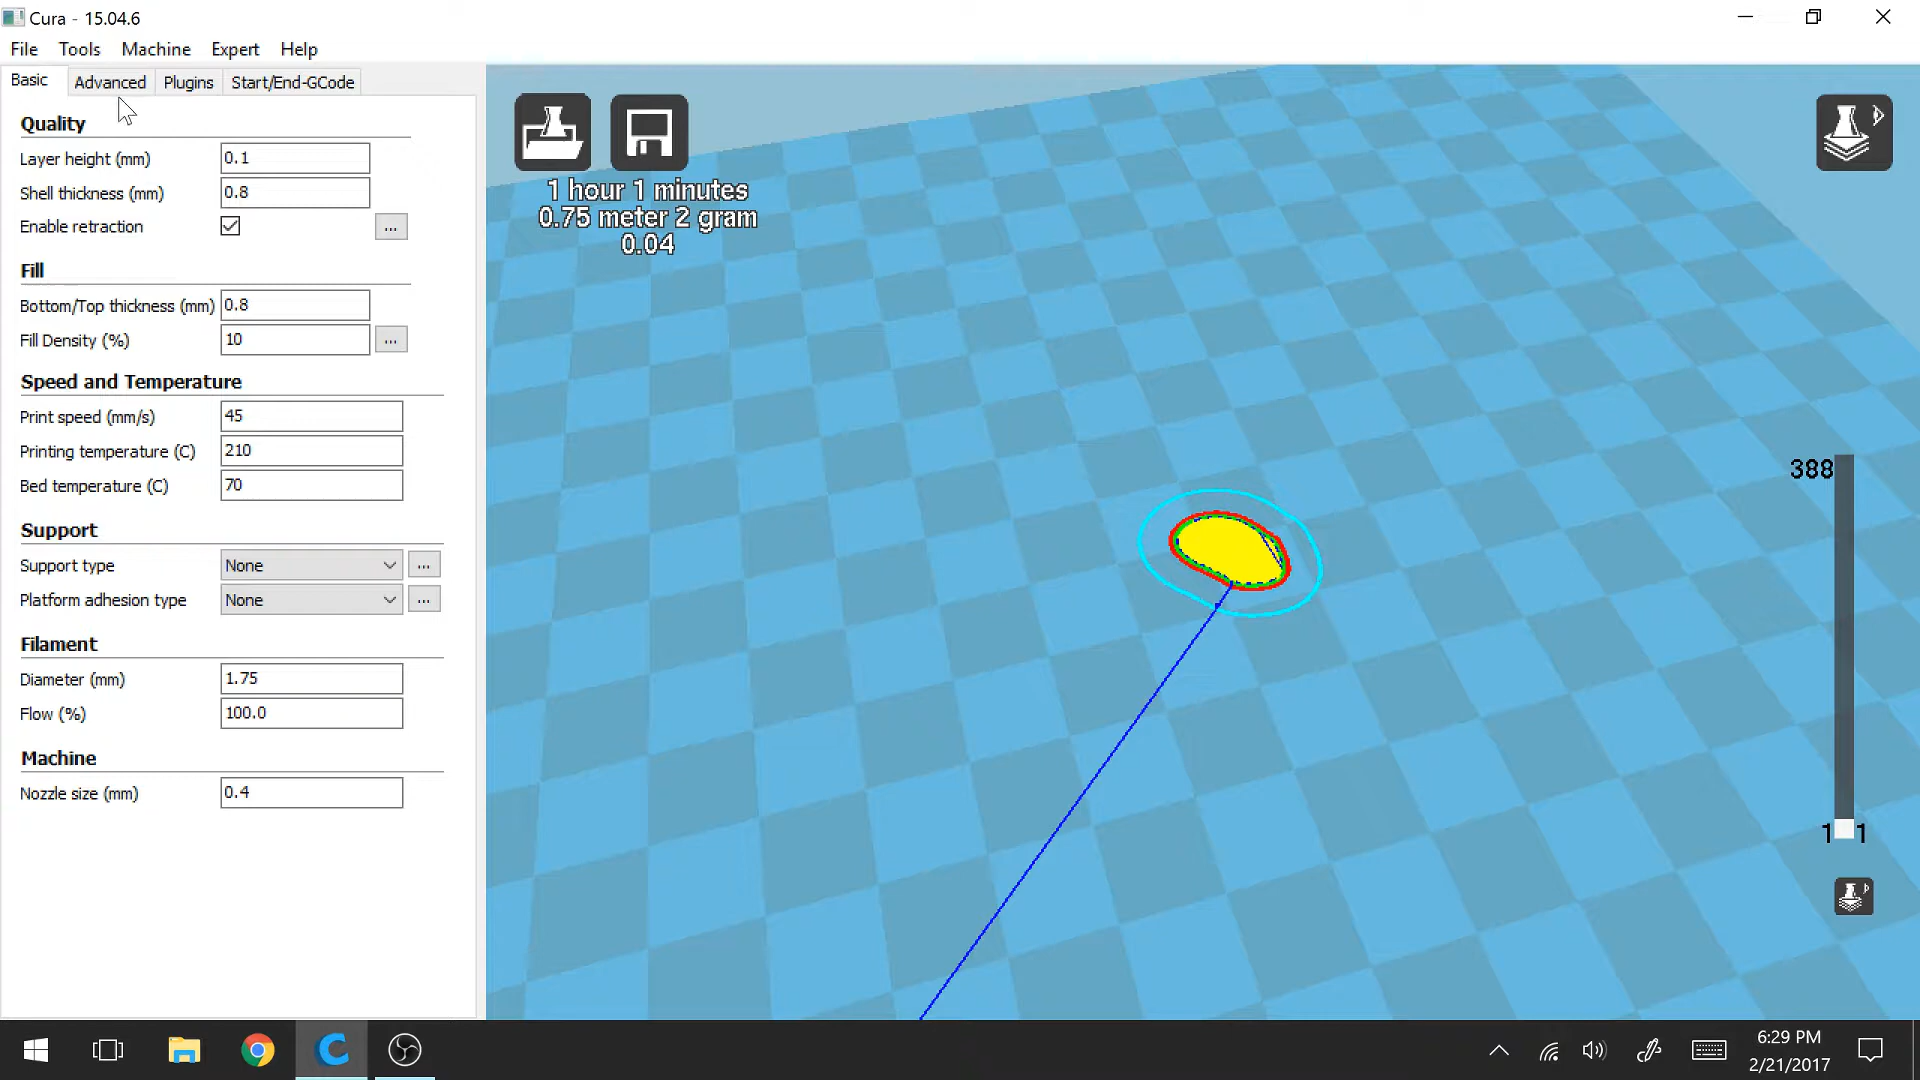 Cura - 15.04.6
File Tools Machine Expert Help
Basic Advanced Plugins Start/End-GCode
Quality
Layer height (mm) 0.1
Shell thickness (mm) 0.8
Enable retraction ...
Fill
Bottom/Top thickness (mm) 0.8
Fill Density (%) 10 ...
Speed and Temperature
Print speed (mm/s) 45
Printing temperature (C) 210
Bed temperature (C) 70
Support
Support type None ...
Platform adhesion type None ...
Filament
Diameter (mm) 1.75
Flow (%) 100.0
Machine
Nozzle size (mm) 0.4
1 hour 1 minutes
0.75 meter 2 gram
0.04
388
1 1
6:29 PM
2/21/2017